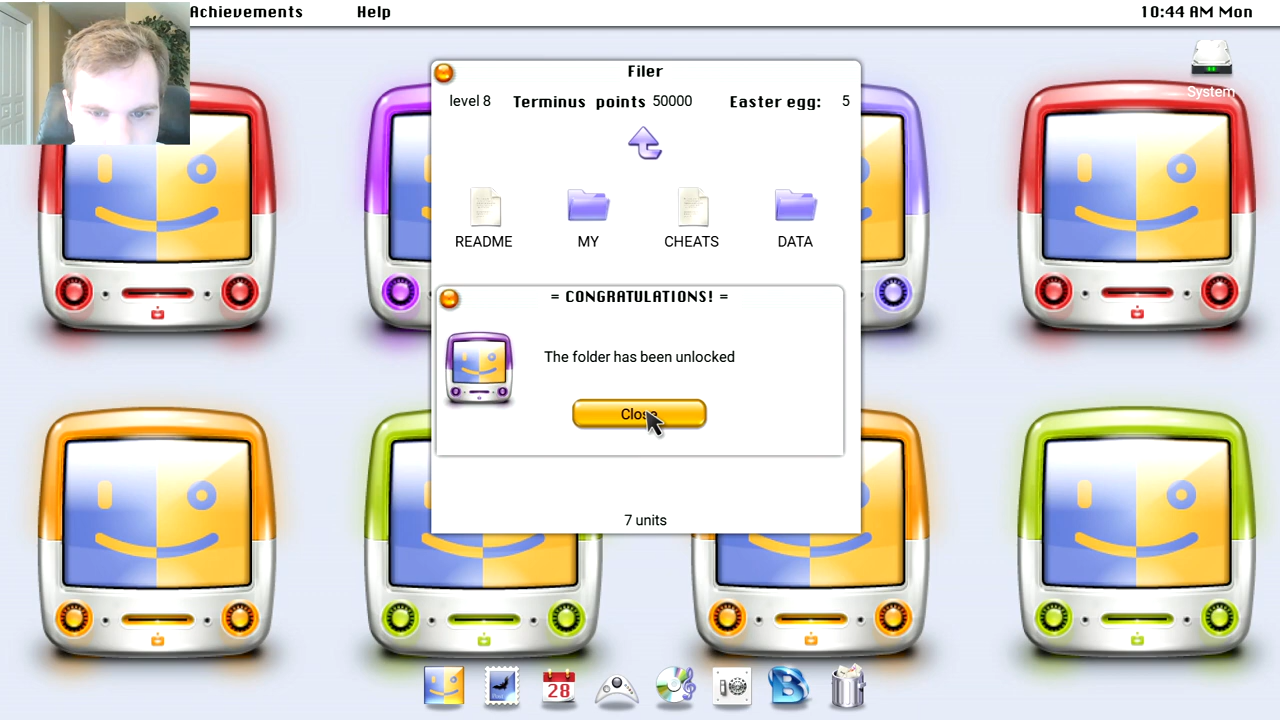 Achievements Help 10:44 AM Mon
Filer
System
level 8 Terminus points 50000 Easter egg: 5
README MY CHEATS DATA
= CONGRATULATIONS! =
The folder has been unlocked
Close
7 units
28